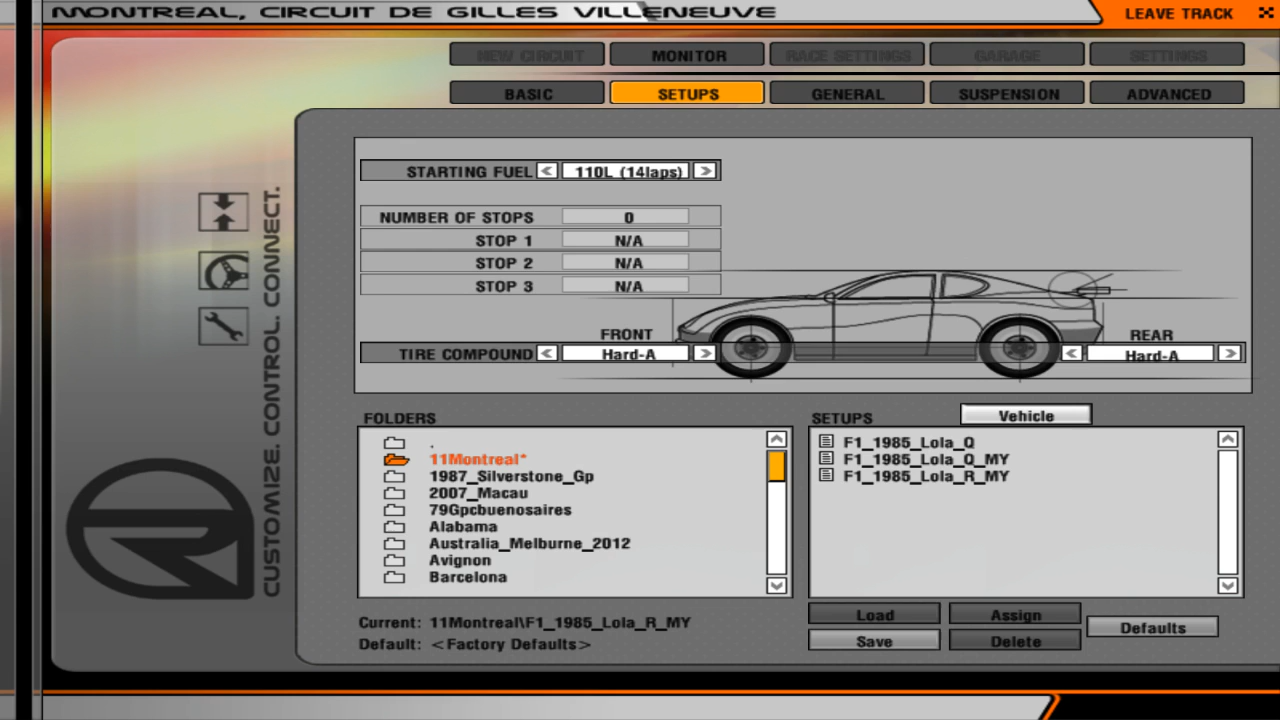 MONTREAL, CIRCUIT DE GILLES VILLENEUVE
LEAVE TRACK
NEW CIRCUIT
MONITOR
RACE SETTINGS
GARAGE
SETTINGS
BASIC
SETUPS
GENERAL
SUSPENSION
ADVANCED
CUSTOMIZE. CONTROL. CONNECT.
STARTING FUEL < 110L (14laps) >
NUMBER OF STOPS 0
STOP 1 N/A
STOP 2 N/A
STOP 3 N/A
FRONT
REAR
TIRE COMPOUND < Hard-A > < Hard-A >
FOLDERS
.
11Montreal*
1987_Silverstone_Gp
2007_Macau
79Gpcbuenosaires
Alabama
Australia_Melburne_2012
Avignon
Barcelona
SETUPS
Vehicle
F1_1985_Lola_Q
F1_1985_Lola_Q_MY
F1_1985_Lola_R_MY
Current: 11Montreal\F1_1985_Lola_R_MY
Default: <Factory Defaults>
Load
Assign
Save
Delete
Defaults